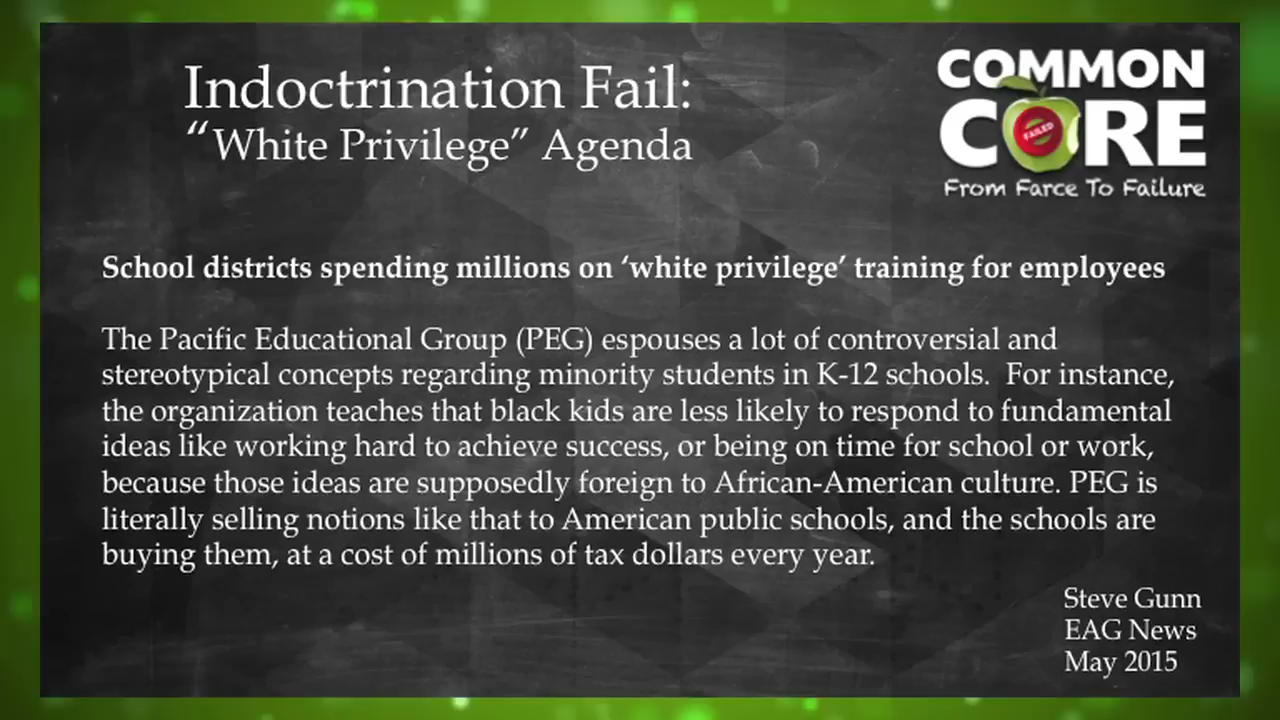 Indoctrination Fail:
“White Privilege” Agenda
COMMON
CORE
FAILED
From Farce To Failure
School districts spending millions on ‘white privilege’ training for employees
The Pacific Educational Group (PEG) espouses a lot of controversial and
stereotypical concepts regarding minority students in K-12 schools.  For instance,
the organization teaches that black kids are less likely to respond to fundamental
ideas like working hard to achieve success, or being on time for school or work,
because those ideas are supposedly foreign to African-American culture. PEG is
literally selling notions like that to American public schools, and the schools are
buying them, at a cost of millions of tax dollars every year.
Steve Gunn
EAG News
May 2015